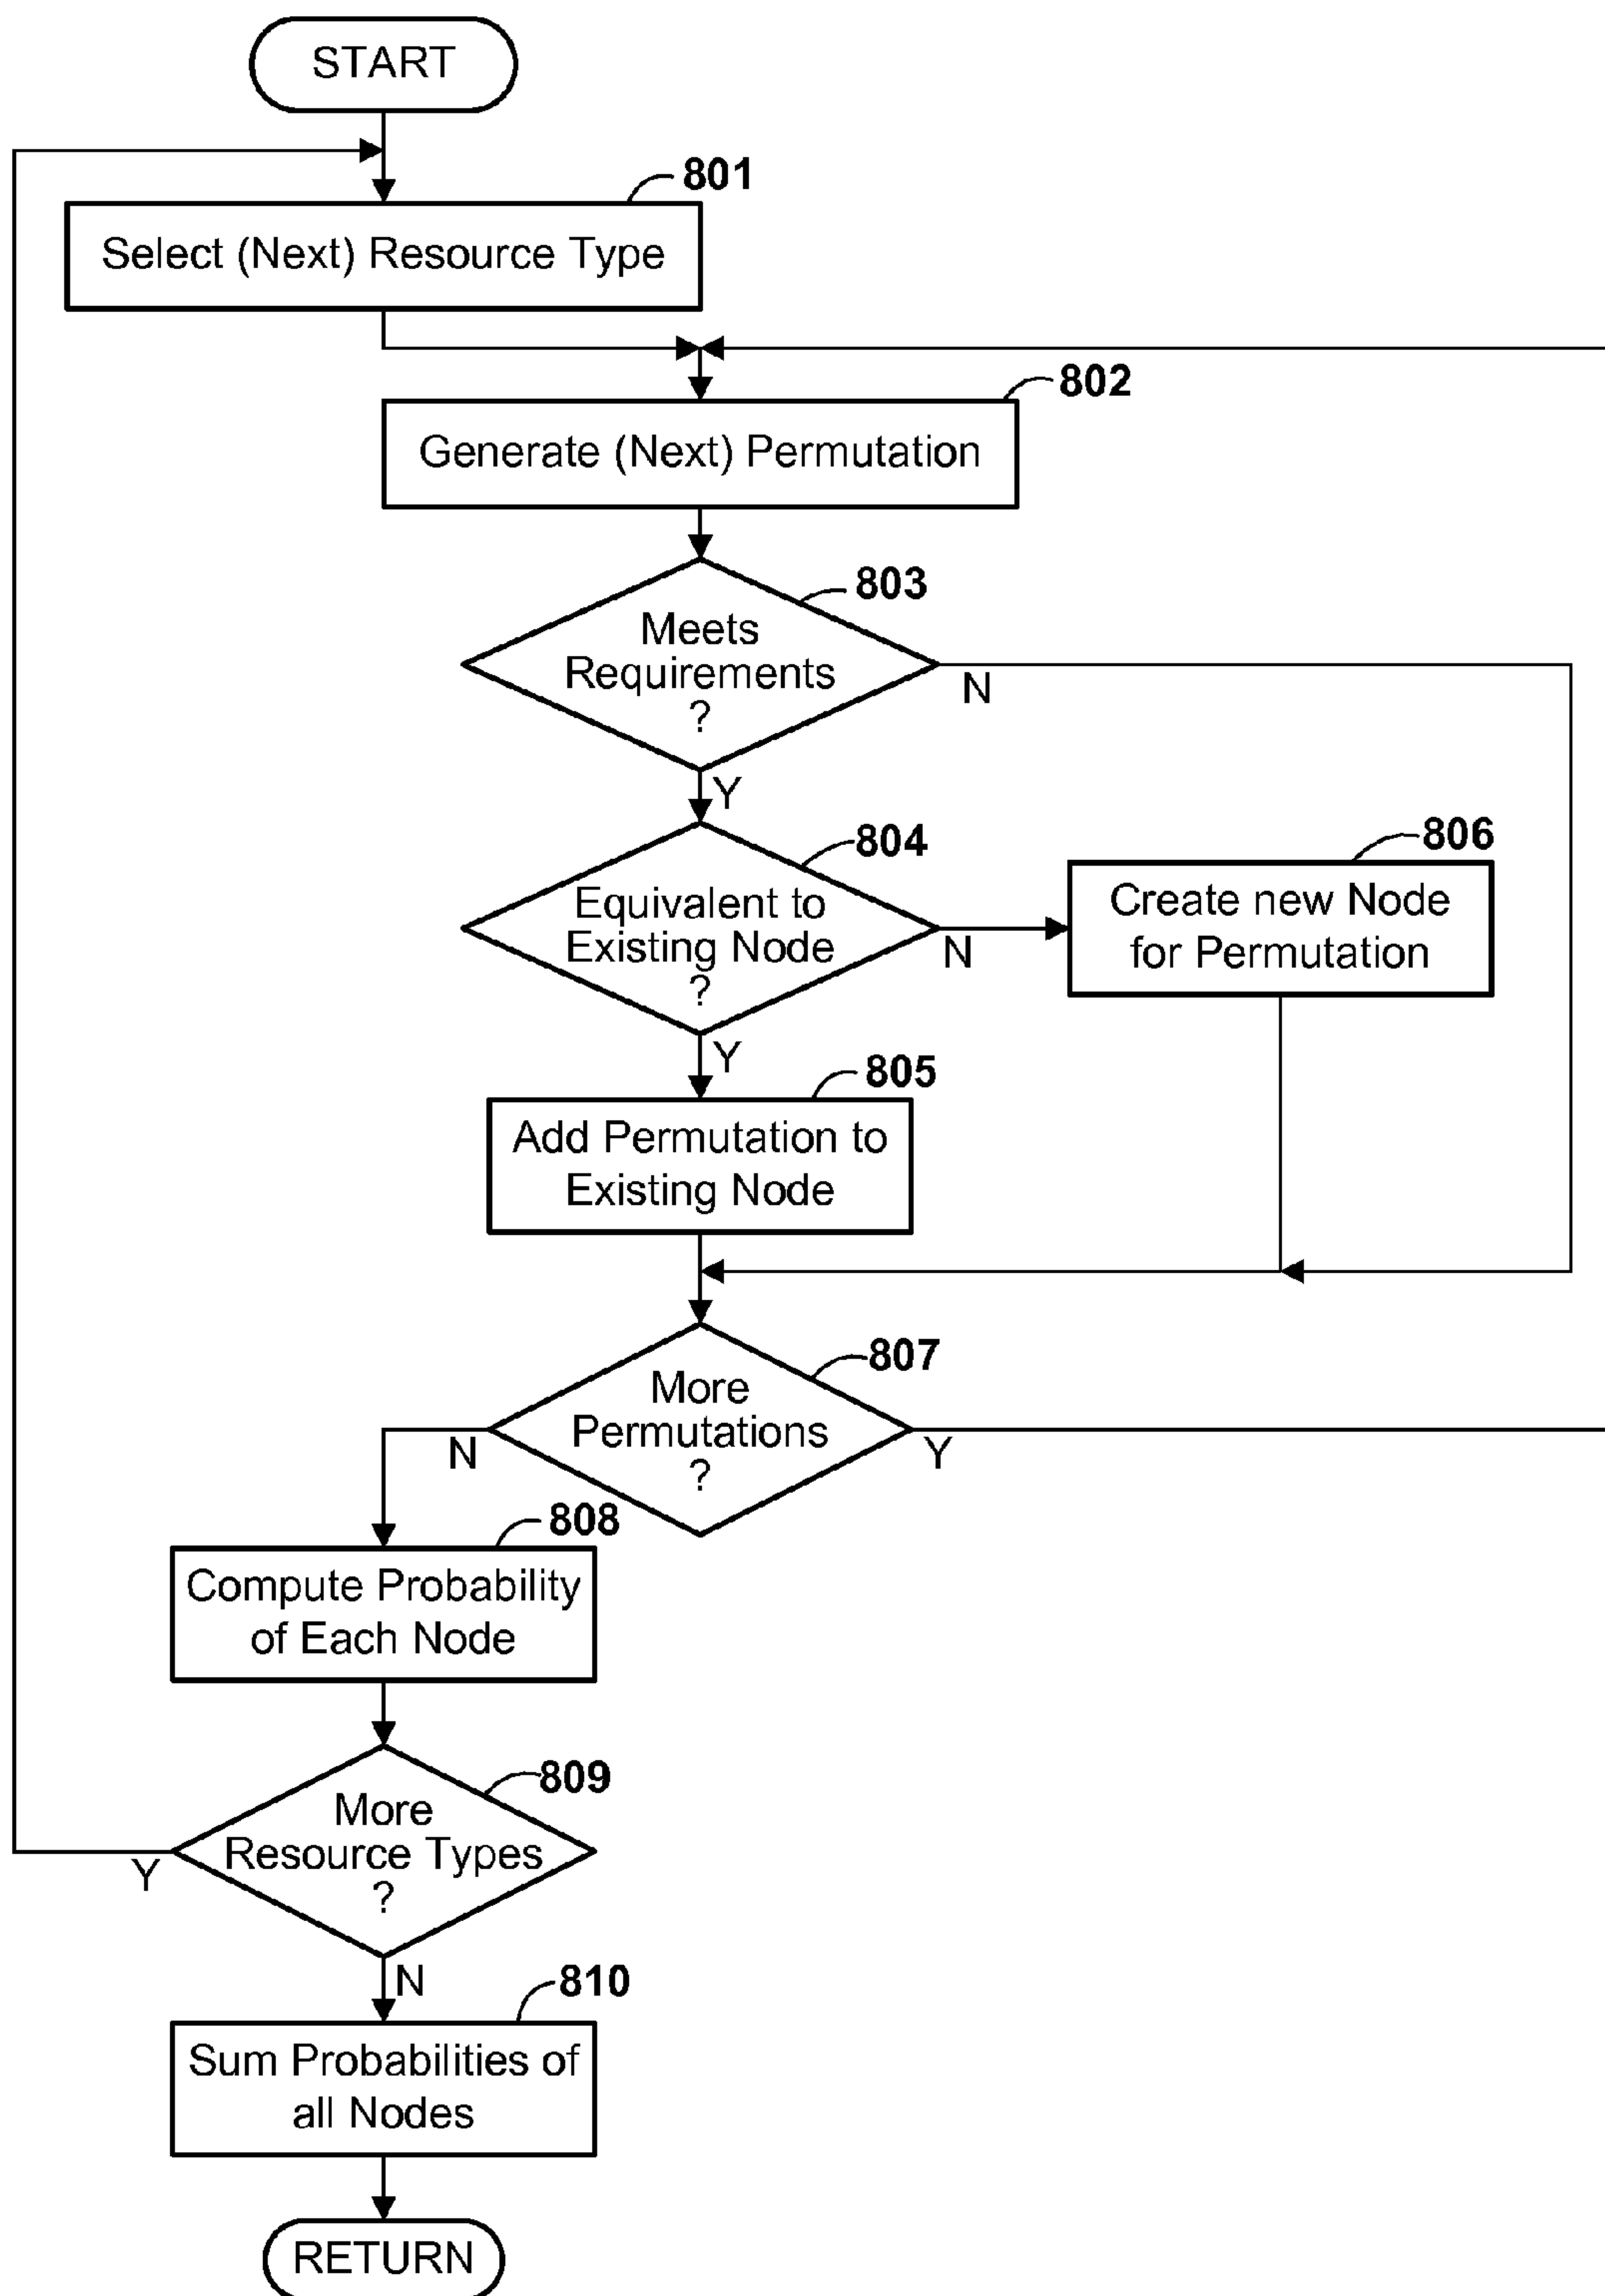 START
801
Select (Next) Resource Type
802
Generate (Next) Permutation
803
Meets
Requirements
?
N
Y
804
Equivalent to
Existing Node
?
N
806
Create new Node
for Permutation
Y
805
Add Permutation to
Existing Node
807
More
Permutations
?
N
Y
808
Compute Probability
of Each Node
809
More
Resource Types
?
Y
N
810
Sum Probabilities of
all Nodes
RETURN